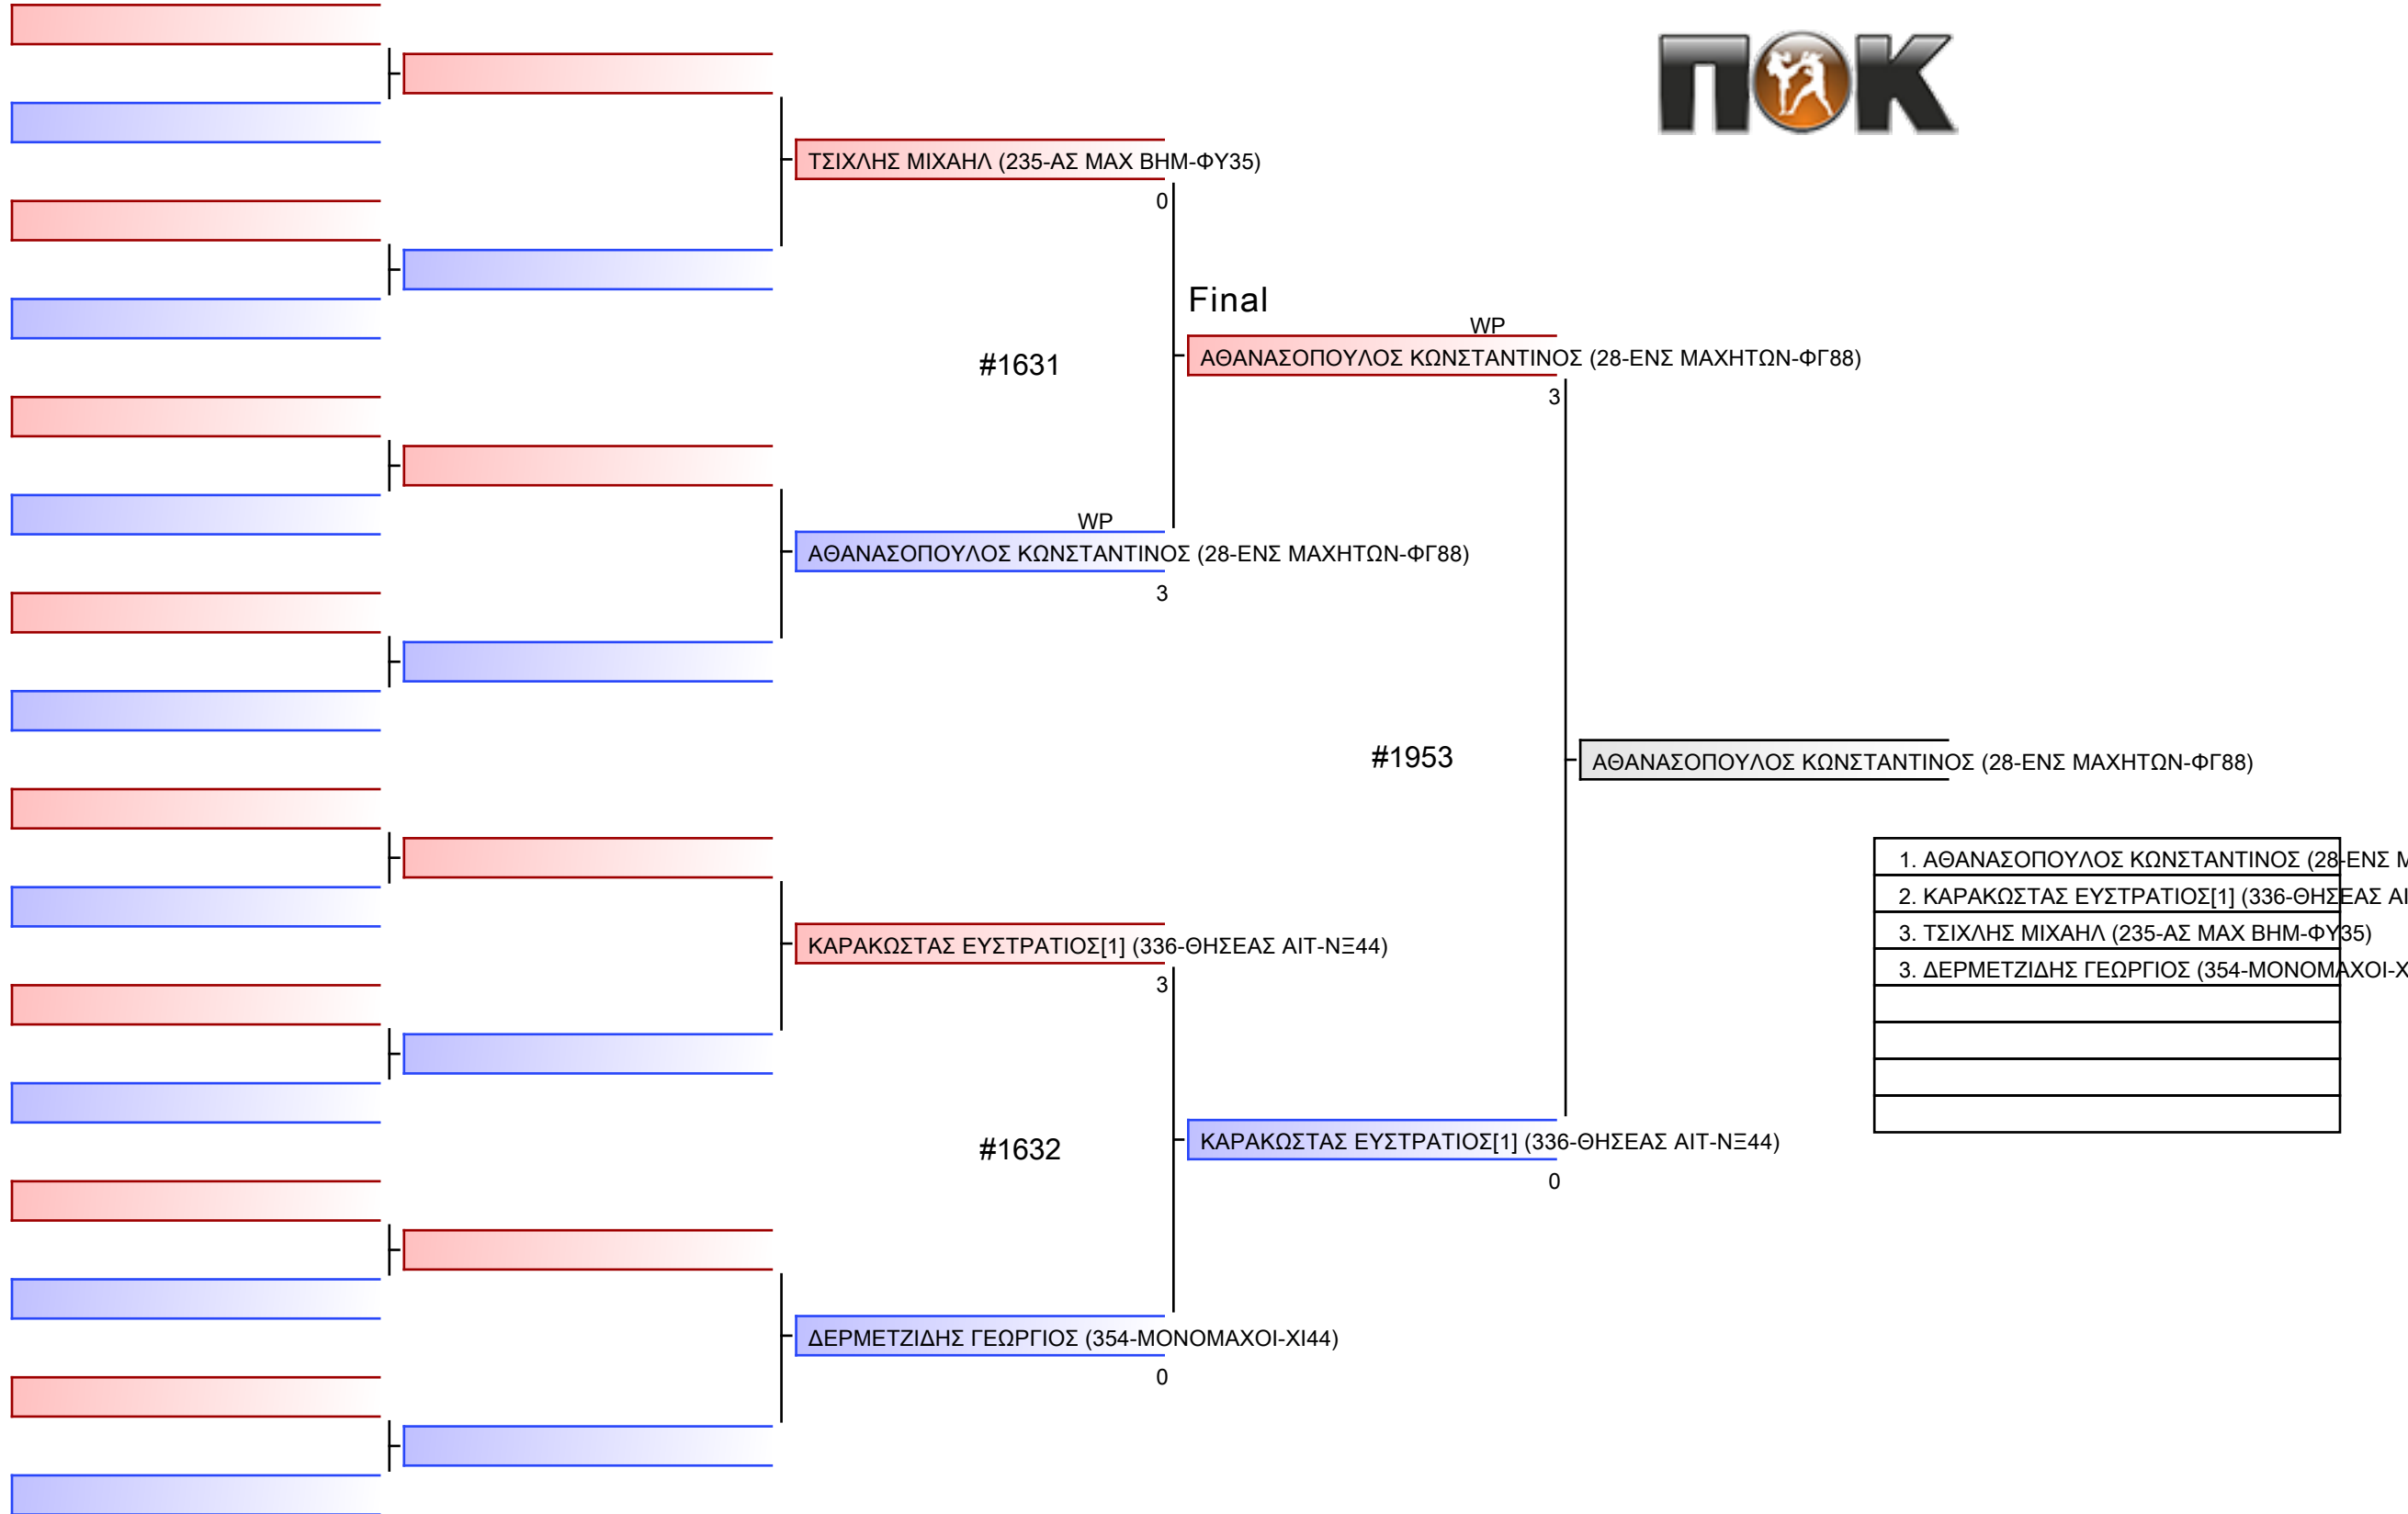 ΠΟΚ
ΤΣΙΧΛΗΣ ΜΙΧΑΗΛ (235-ΑΣ ΜΑΧ ΒΗΜ-ΦΥ35)
0
Final
WP
#1631
ΑΘΑΝΑΣΟΠΟΥΛΟΣ ΚΩΝΣΤΑΝΤΙΝΟΣ (28-ΕΝΣ ΜΑΧΗΤΩΝ-ΦΓ88)
3
WP
ΑΘΑΝΑΣΟΠΟΥΛΟΣ ΚΩΝΣΤΑΝΤΙΝΟΣ (28-ΕΝΣ ΜΑΧΗΤΩΝ-ΦΓ88)
3
#1953
ΑΘΑΝΑΣΟΠΟΥΛΟΣ ΚΩΝΣΤΑΝΤΙΝΟΣ (28-ΕΝΣ ΜΑΧΗΤΩΝ-ΦΓ88)
1. ΑΘΑΝΑΣΟΠΟΥΛΟΣ ΚΩΝΣΤΑΝΤΙΝΟΣ (28-ΕΝΣ
2. ΚΑΡΑΚΩΣΤΑΣ ΕΥΣΤΡΑΤΙΟΣ[1] (336-ΘΗΣΕΑΣ
3. ΤΣΙΧΛΗΣ ΜΙΧΑΗΛ (235-ΑΣ ΜΑΧ ΒΗΜ-ΦΥ35)
3. ΔΕΡΜΕΤΖΙΔΗΣ ΓΕΩΡΓΙΟΣ (354-ΜΟΝΟΜΑΧΟΙ-Χ
ΚΑΡΑΚΩΣΤΑΣ ΕΥΣΤΡΑΤΙΟΣ[1] (336-ΘΗΣΕΑΣ ΑΙΤ-ΝΞ44)
3
#1632
ΚΑΡΑΚΩΣΤΑΣ ΕΥΣΤΡΑΤΙΟΣ[1] (336-ΘΗΣΕΑΣ ΑΙΤ-ΝΞ44)
0
ΔΕΡΜΕΤΖΙΔΗΣ ΓΕΩΡΓΙΟΣ (354-ΜΟΝΟΜΑΧΟΙ-ΧΙ44)
0